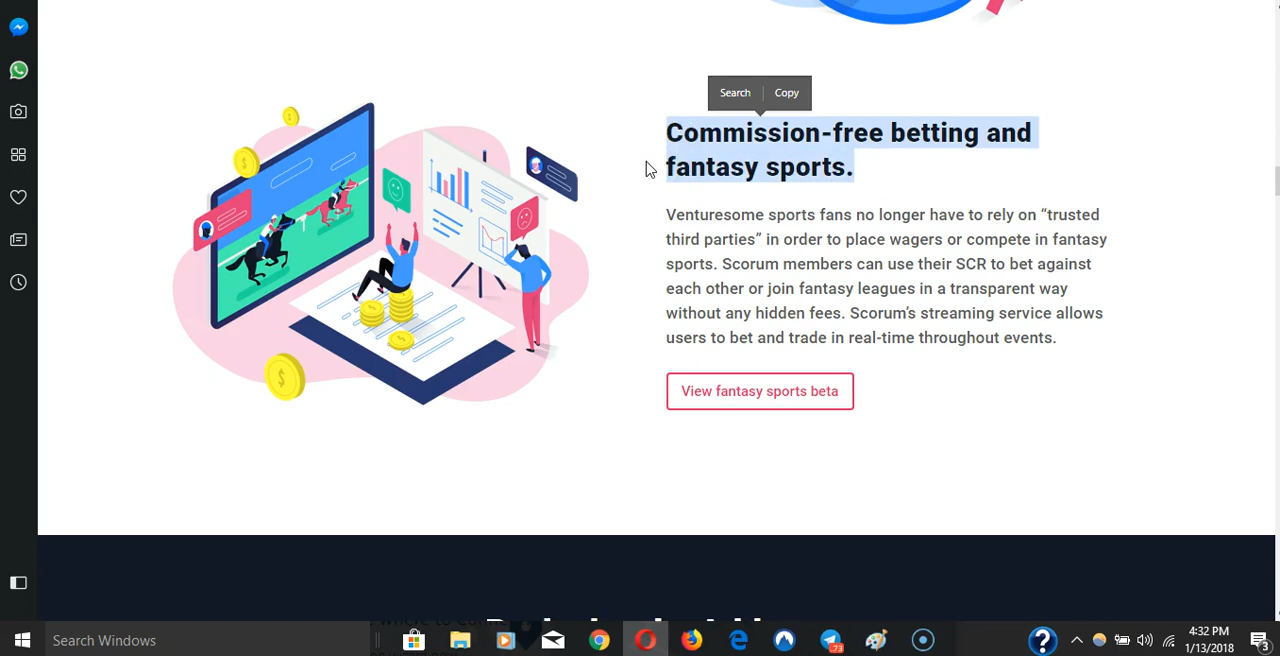 Search
Copy
Commission-free betting and
fantasy sports.
Venturesome sports fans no longer have to rely on “trusted
third parties” in order to place wagers or compete in fantasy
sports. Scorum members can use their SCR to bet against
each other or join fantasy leagues in a transparent way
without any hidden fees. Scorum’s streaming service allows
users to bet and trade in real-time throughout events.
View fantasy sports beta
Search Windows
73
4:32 PM
1/13/2018
3